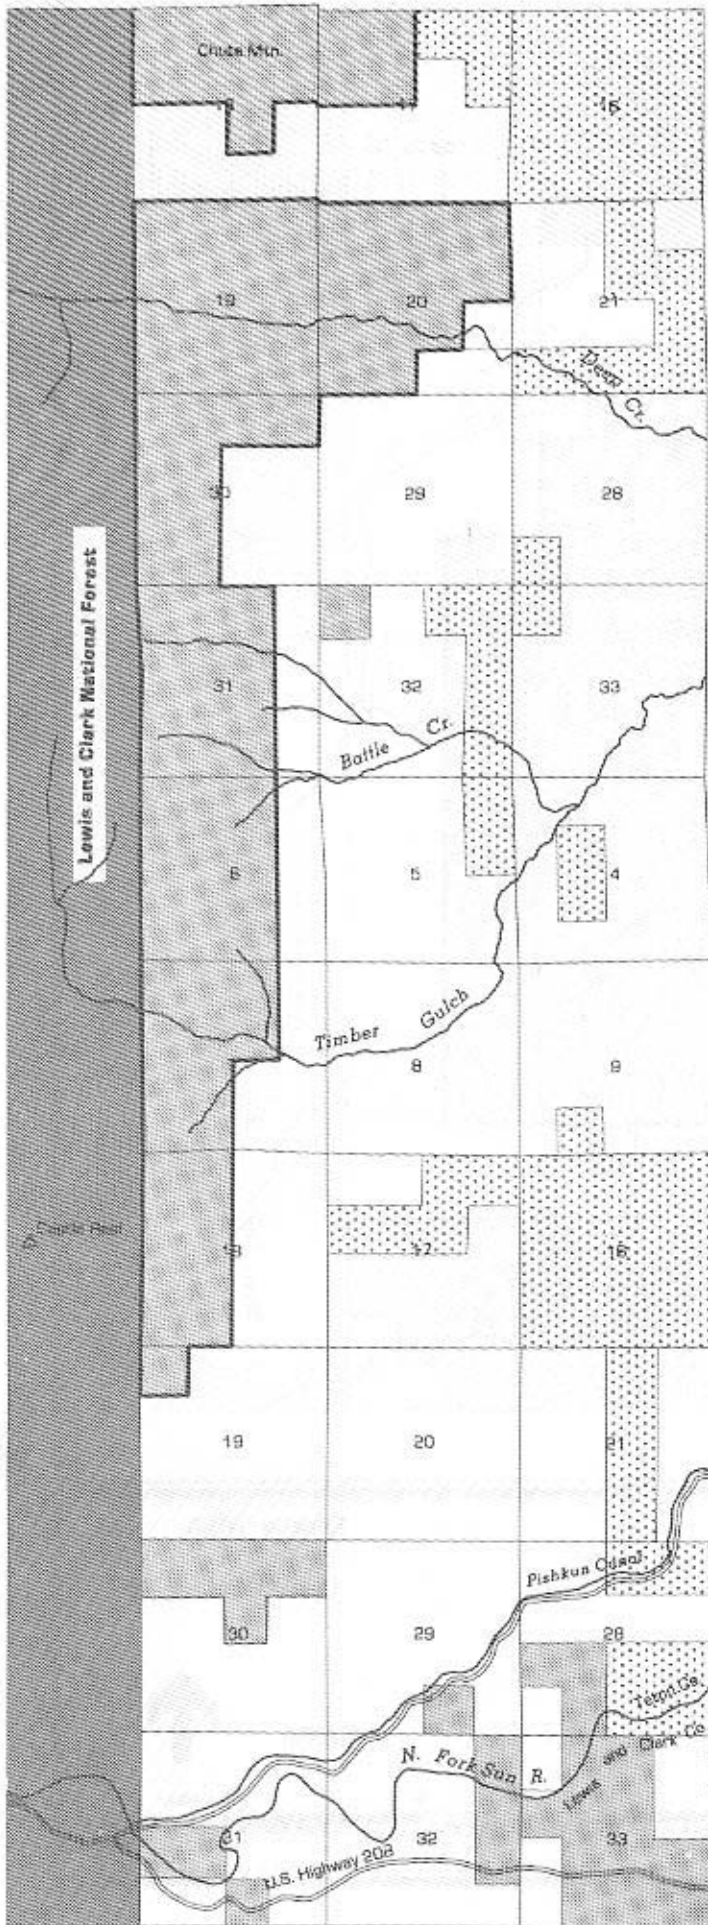 Chute Mtn.
16
19
20
21
Deep Cr.
30
29
28
Lewis and Clark National Forest
31
32
33
Battle Cr.
6
5
4
Timber Gulch
8
9
18
17
16
19
20
21
Pishkun Canal
30
29
28
Teton Co.
Lewis and Clark Co
N. Fork Sun R.
31
32
33
U.S. Highway 208